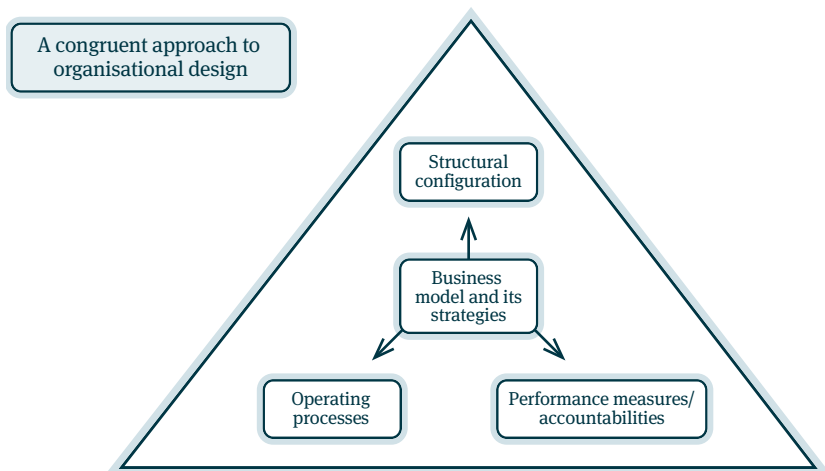 A congruent approach to
organisational design
Structural
configuration
Business
model and its
strategies
Operating
processes
Performance measures/
accountabilities